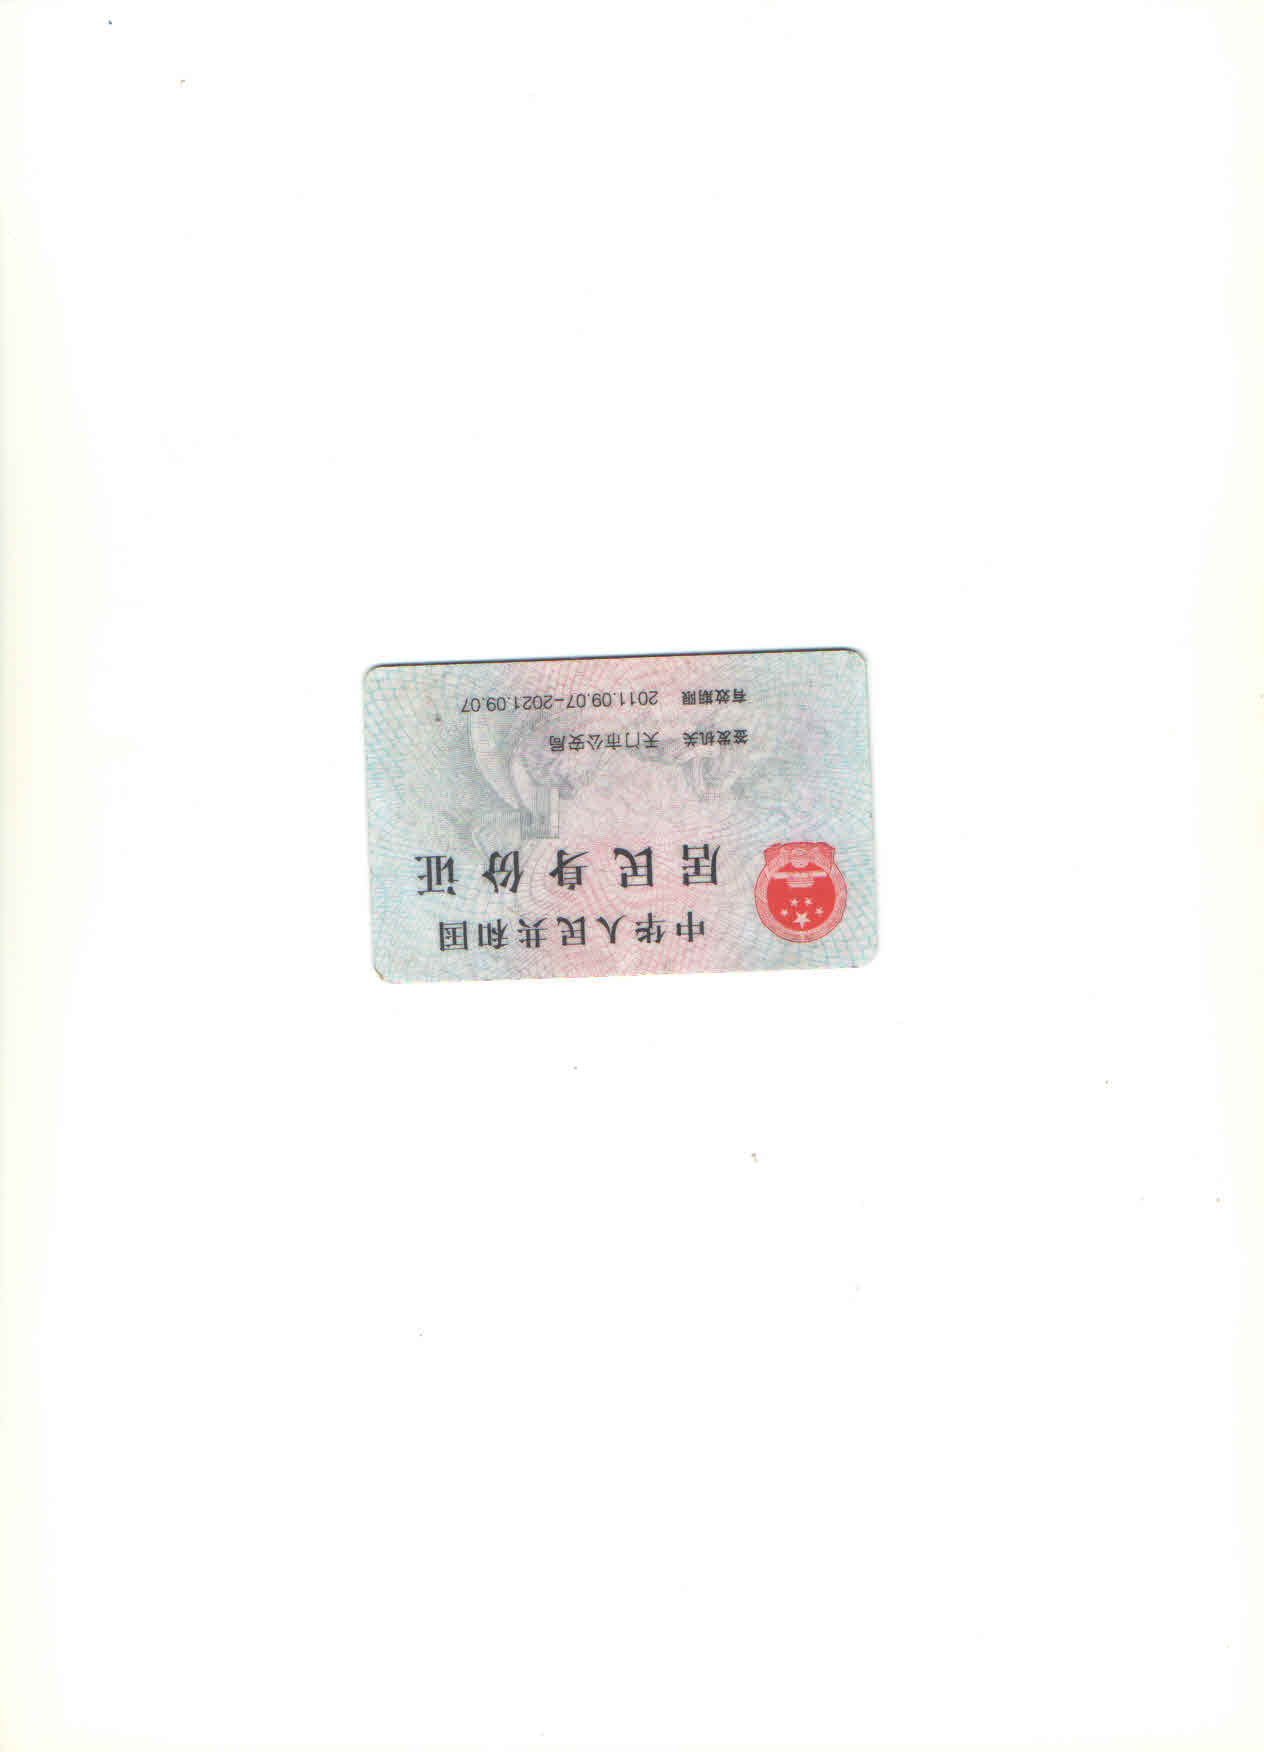 中华人民共和国
居民身份证
签发机关 天门市公安局
有效期限 2011.09.07-2021.09.07